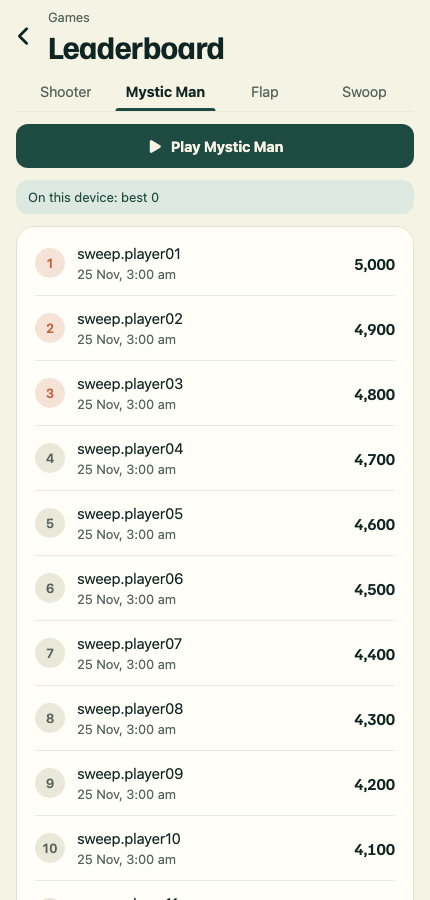 Games
Leaderboard
Shooter
Mystic Man
Flap
Swoop
Play Mystic Man
On this device: best 0
1
sweep.player01
25 Nov, 3:00 am
5,000
2
sweep.player02
25 Nov, 3:00 am
4,900
3
sweep.player03
25 Nov, 3:00 am
4,800
4
sweep.player04
25 Nov, 3:00 am
4,700
5
sweep.player05
25 Nov, 3:00 am
4,600
6
sweep.player06
25 Nov, 3:00 am
4,500
7
sweep.player07
25 Nov, 3:00 am
4,400
8
sweep.player08
25 Nov, 3:00 am
4,300
9
sweep.player09
25 Nov, 3:00 am
4,200
10
sweep.player10
25 Nov, 3:00 am
4,100